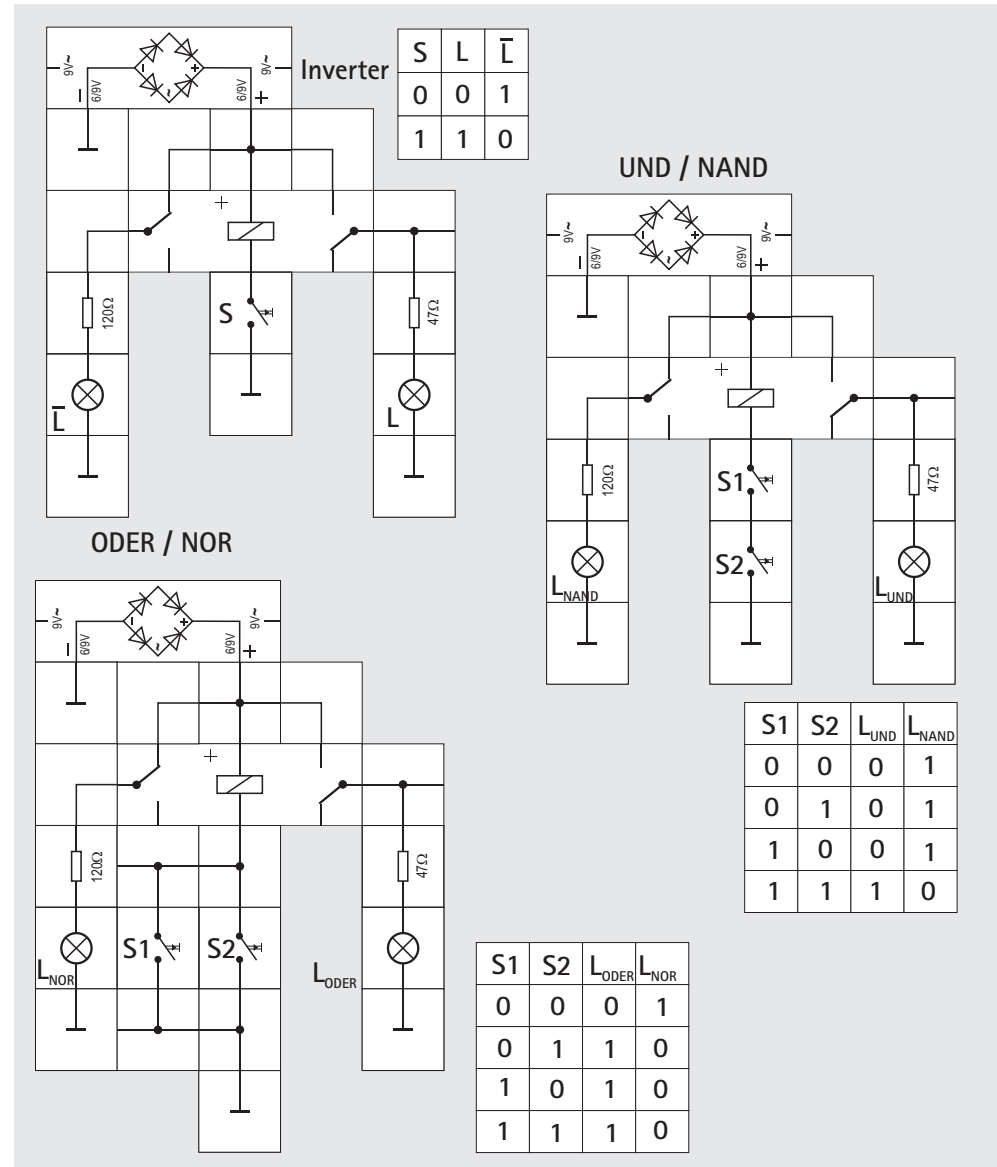 9V~
6/9V
−
~
+
6/9V
+
9V~
Inverter
S L L̅
0 0 1
1 1 0
+
120Ω
S
47Ω
L̅
L
UND / NAND
9V~
6/9V
−
~
+
6/9V
+
9V~
+
120Ω
S1
47Ω
S2
L_NAND
L_UND
ODER / NOR
9V~
6/9V
−
~
+
6/9V
+
9V~
+
120Ω
47Ω
S1
S2
L_NOR
L_ODER
S1 S2 L_UND L_NAND
0 0 0 1
0 1 0 1
1 0 0 1
1 1 1 0
S1 S2 L_ODER L_NOR
0 0 0 1
0 1 1 0
1 0 1 0
1 1 1 0